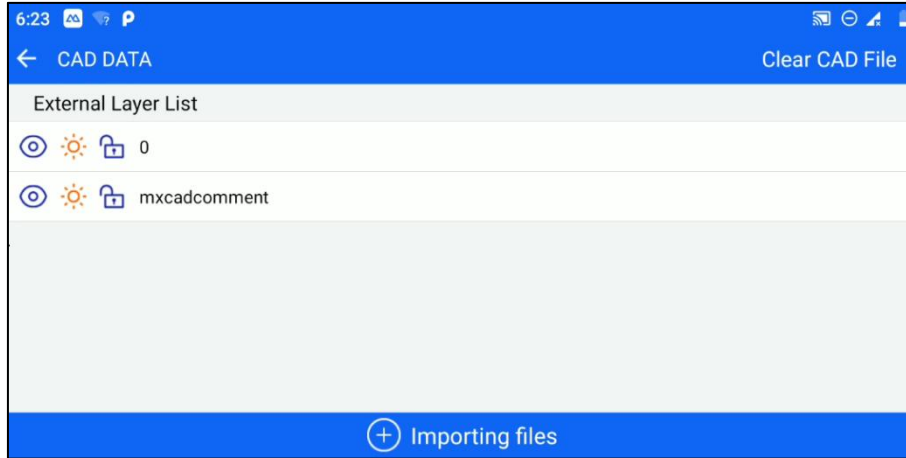 6:23
CAD DATA
Clear CAD File
External Layer List
0
mxcadcomment
Importing files